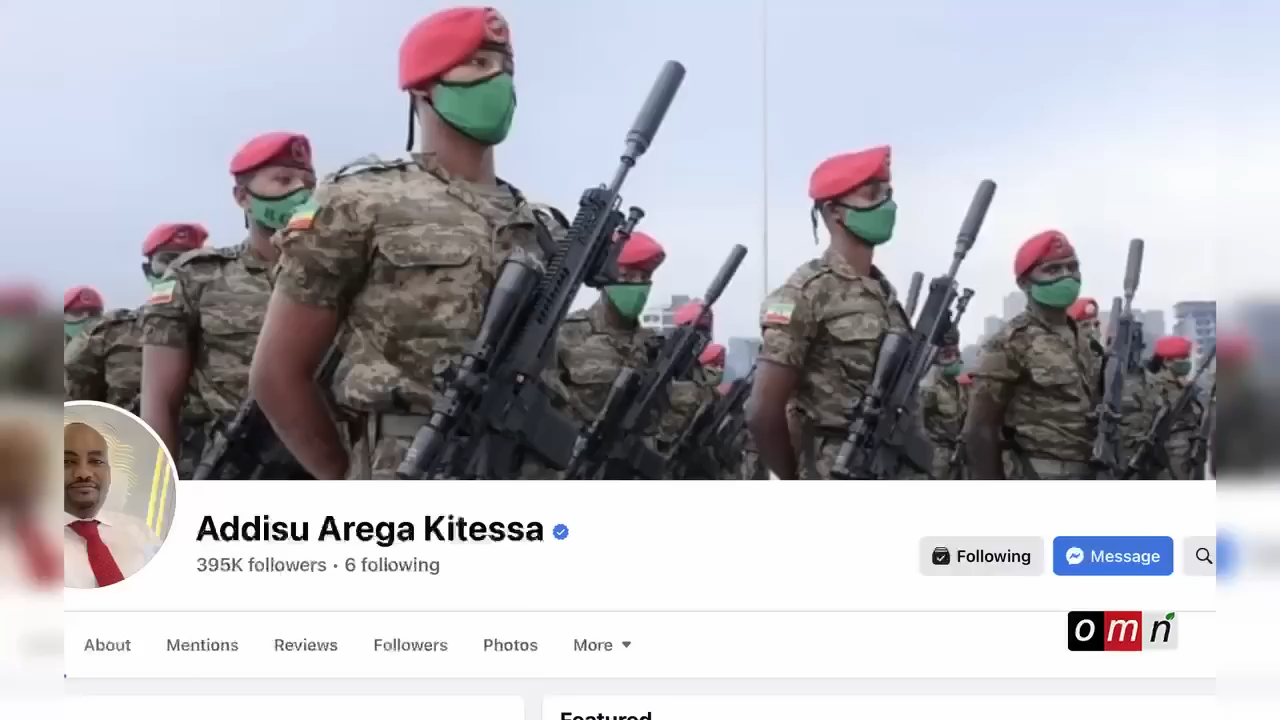 Addisu Arega Kitessa
395K followers • 6 following
Following
Message
About
Mentions
Reviews
Followers
Photos
More
omn
Featured